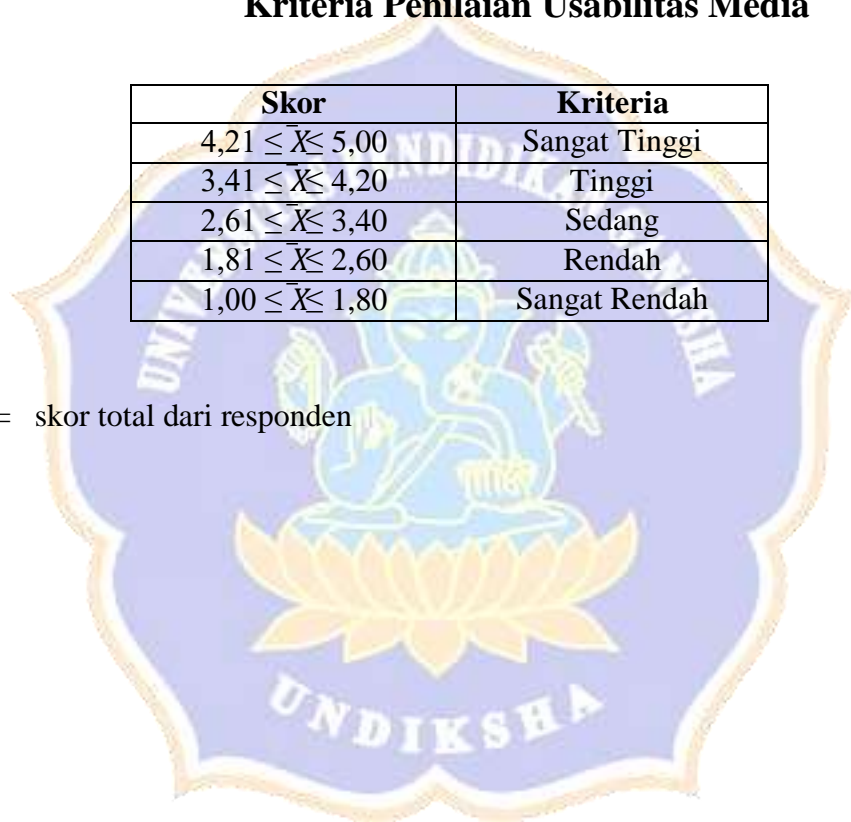 Kriteria Penilaian Usabilitas Media
Skor Kriteria
4,21 ≤ X̅ ≤ 5,00 Sangat Tinggi
3,41 ≤ X̅ ≤ 4,20 Tinggi
2,61 ≤ X̅ ≤ 3,40 Sedang
1,81 ≤ X̅ ≤ 2,60 Rendah
1,00 ≤ X̅ ≤ 1,80 Sangat Rendah
= skor total dari responden
UNDIKSHA